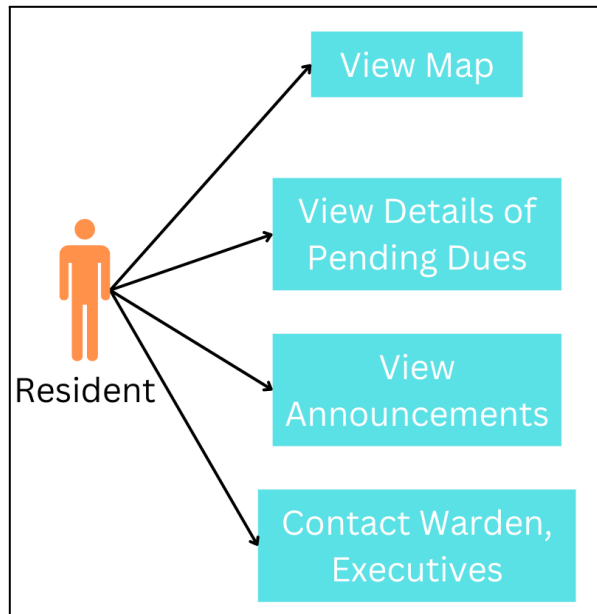 View Map
View Details of
Pending Dues
Resident
View
Announcements
Contact Warden,
Executives